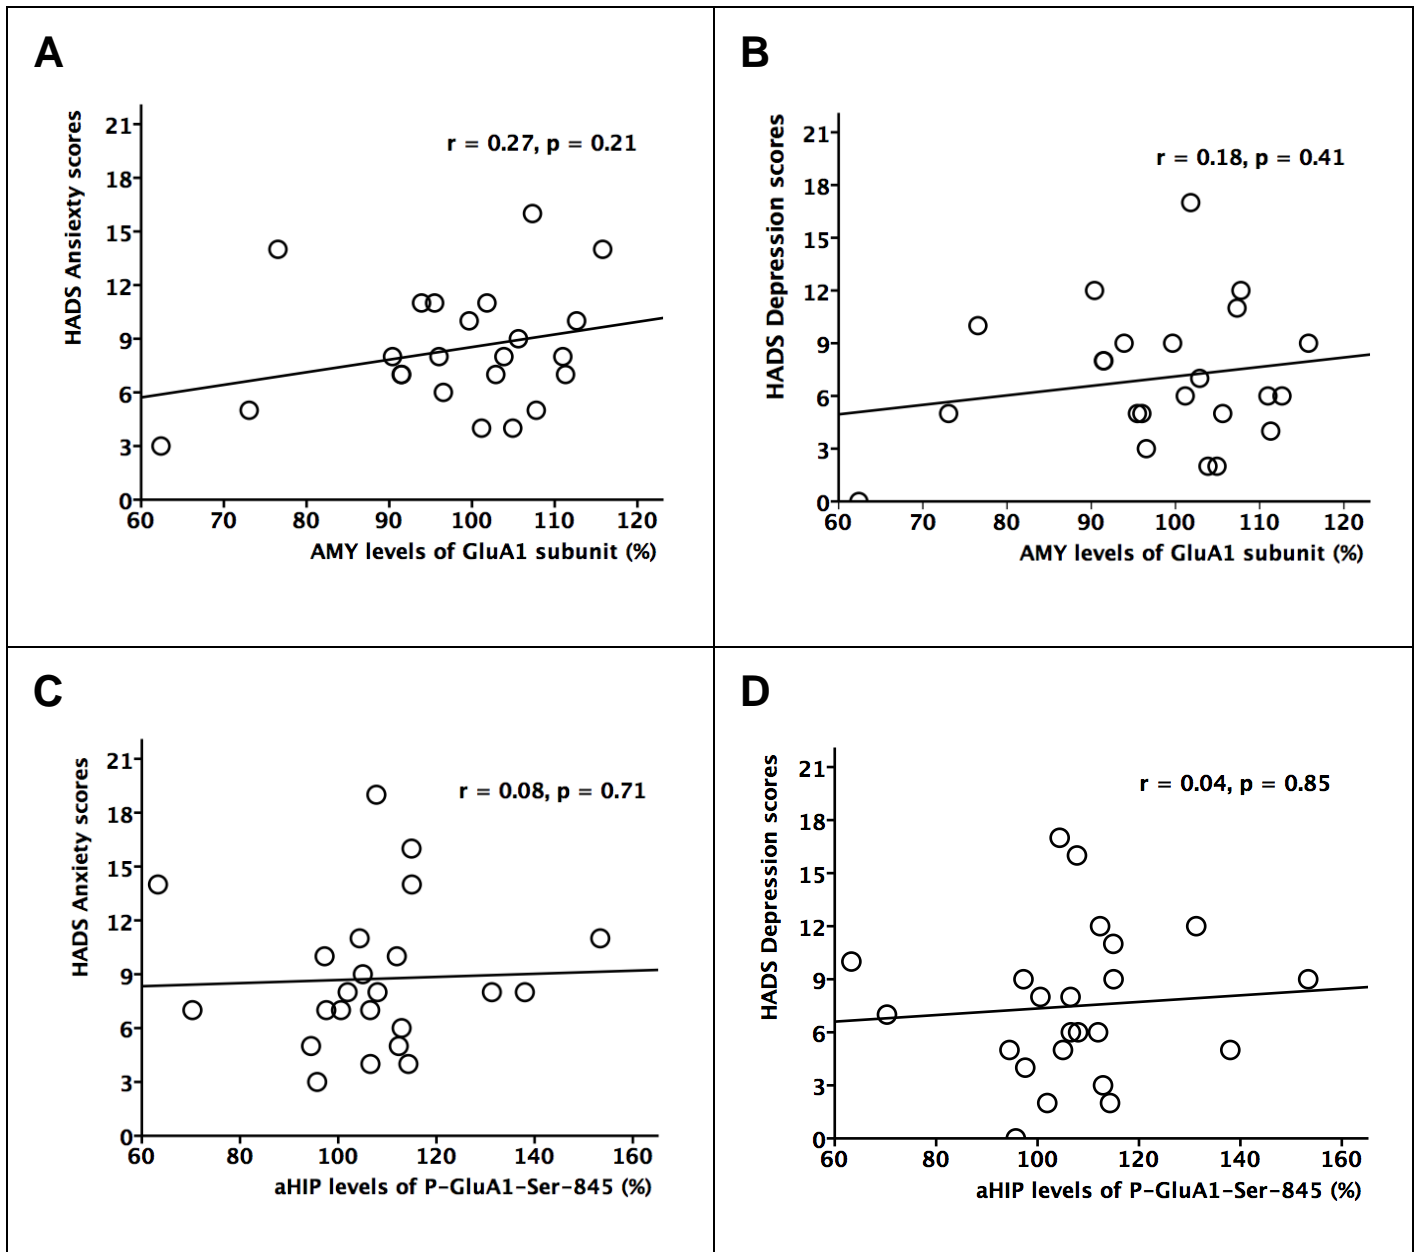 A
HADS Ansiexty scores
r = 0.27, p = 0.21
21
18
15
12
9
6
3
0
60 70 80 90 100 110 120
AMY levels of GluA1 subunit (%)
B
HADS Depression scores
r = 0.18, p = 0.41
21
18
15
12
9
6
3
0
60 70 80 90 100 110 120
AMY levels of GluA1 subunit (%)
C
HADS Anxiety scores
r = 0.08, p = 0.71
21
18
15
12
9
6
3
0
60 80 100 120 140 160
aHIP levels of P-GluA1-Ser-845 (%)
D
HADS Depression scores
r = 0.04, p = 0.85
21
18
15
12
9
6
3
0
60 80 100 120 140 160
aHIP levels of P-GluA1-Ser-845 (%)